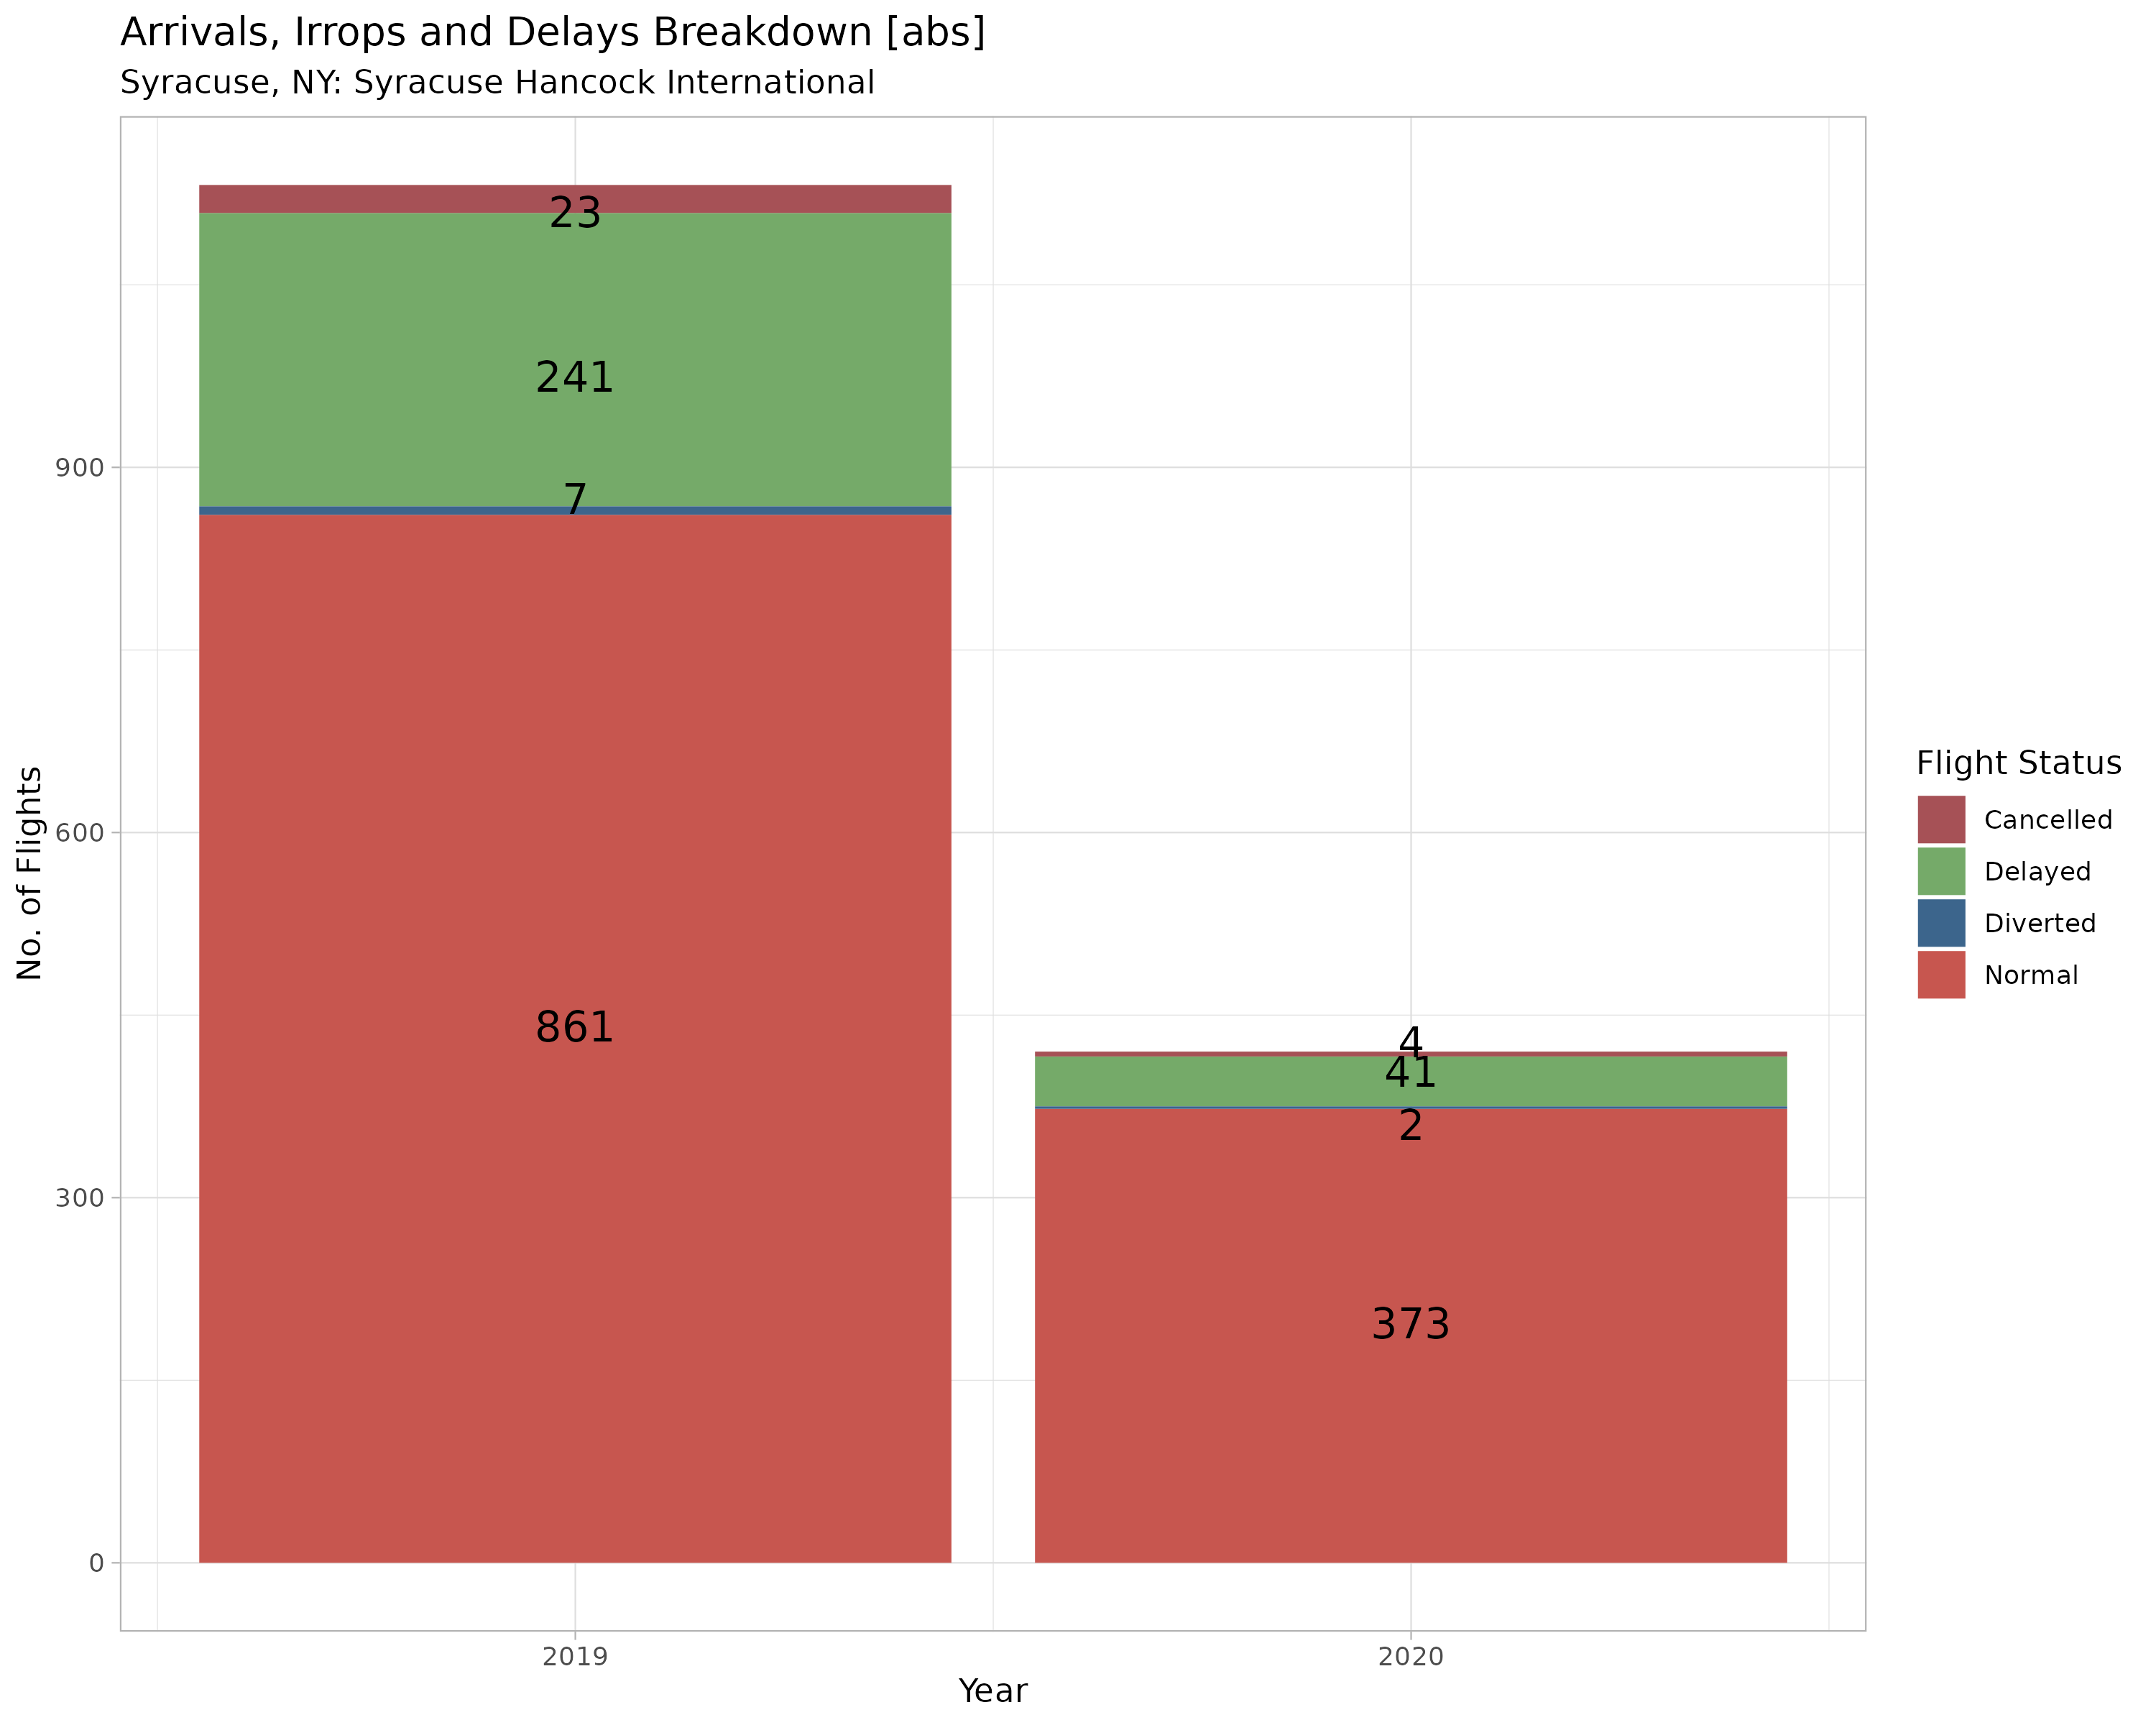 Arrivals, Irrops and Delays Breakdown [abs]
Syracuse, NY: Syracuse Hancock International
No. of Flights
900
600
300
0
23
241
7
861
4
41
2
373
2019
2020
Year
Flight Status
Cancelled
Delayed
Diverted
Normal